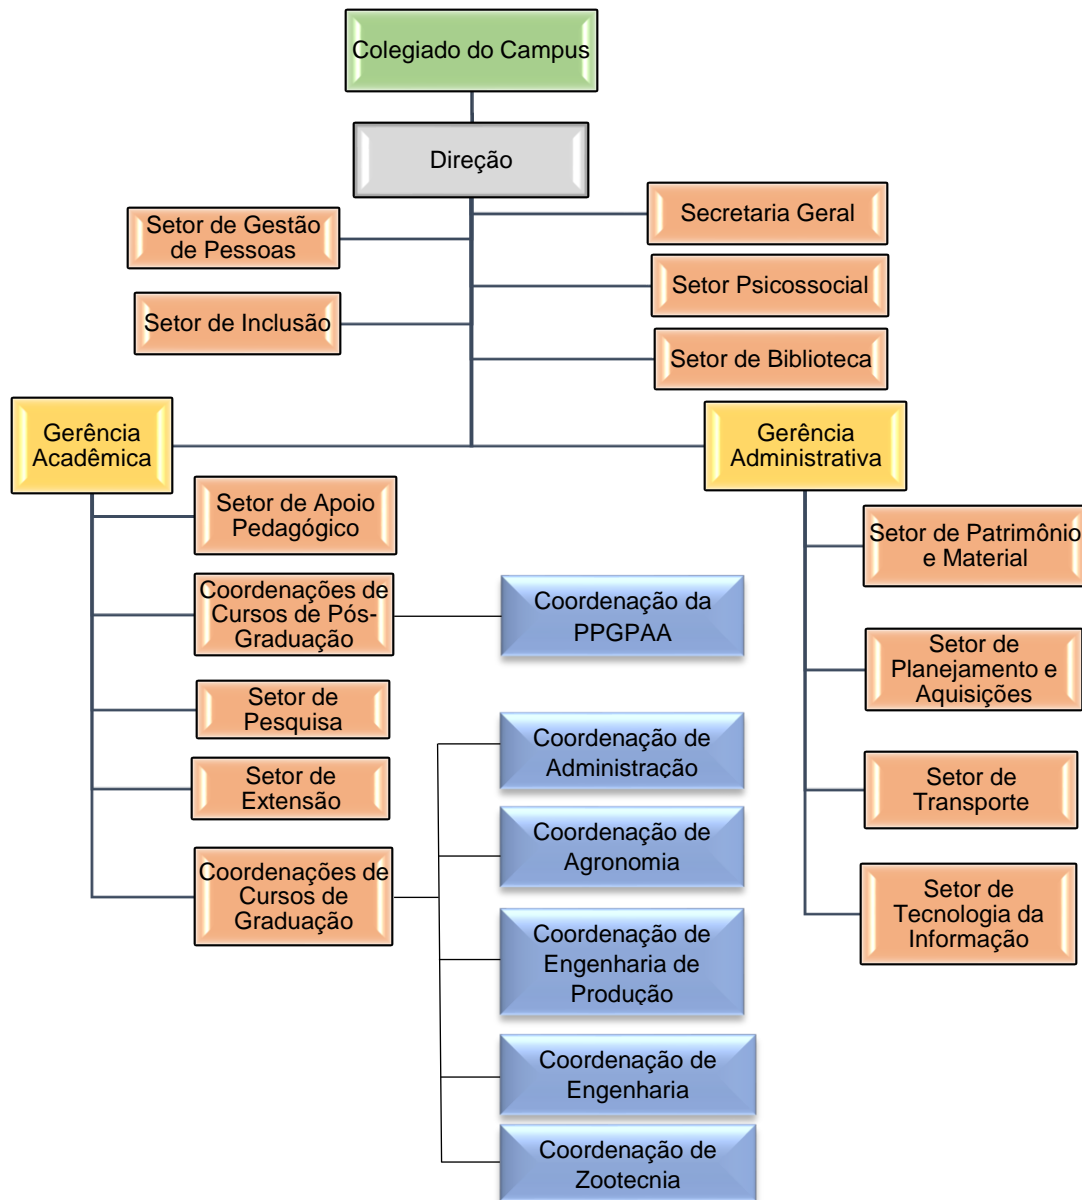 Colegiado do Campus
Direção
Setor de Gestão
de Pessoas
Secretaria Geral
Setor Psicossocial
Setor de Inclusão
Setor de Biblioteca
Gerência
Acadêmica
Gerência
Administrativa
Setor de Apoio
Pedagógico
Coordenações de
Cursos de Pós-
Graduação
Coordenação da
PPGPAA
Setor de
Pesquisa
Setor de
Extensão
Coordenações de
Cursos de
Graduação
Coordenação de
Administração
Coordenação de
Agronomia
Coordenação de
Engenharia de
Produção
Coordenação de
Engenharia
Coordenação de
Zootecnia
Setor de Patrimônio
e Material
Setor de
Planejamento e
Aquisições
Setor de
Transporte
Setor de
Tecnologia da
Informação